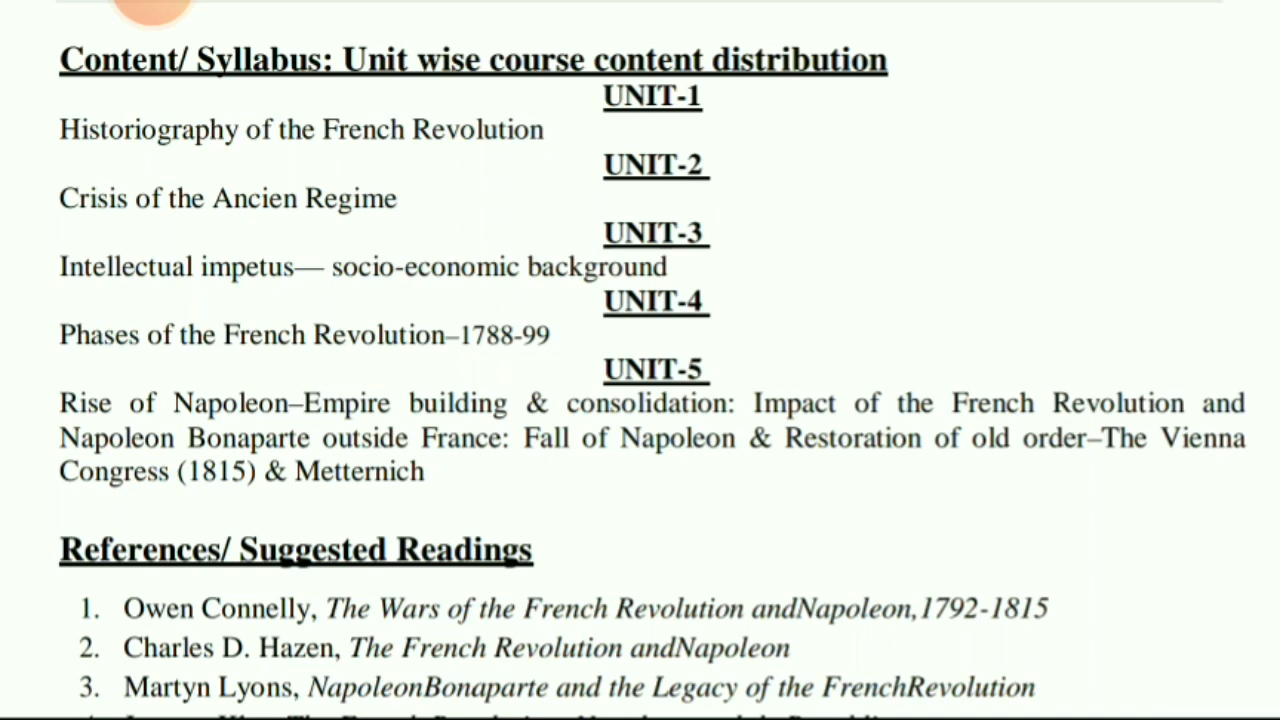 Content/ Syllabus: Unit wise course content distribution
UNIT-1
Historiography of the French Revolution
UNIT-2
Crisis of the Ancien Regime
UNIT-3
Intellectual impetus— socio-economic background
UNIT-4
Phases of the French Revolution–1788-99
UNIT-5
Rise of Napoleon–Empire building & consolidation: Impact of the French Revolution and
Napoleon Bonaparte outside France: Fall of Napoleon & Restoration of old order–The Vienna
Congress (1815) & Metternich
References/ Suggested Readings
1. Owen Connelly, The Wars of the French Revolution andNapoleon,1792-1815
2. Charles D. Hazen, The French Revolution andNapoleon
3. Martyn Lyons, NapoleonBonaparte and the Legacy of the FrenchRevolution